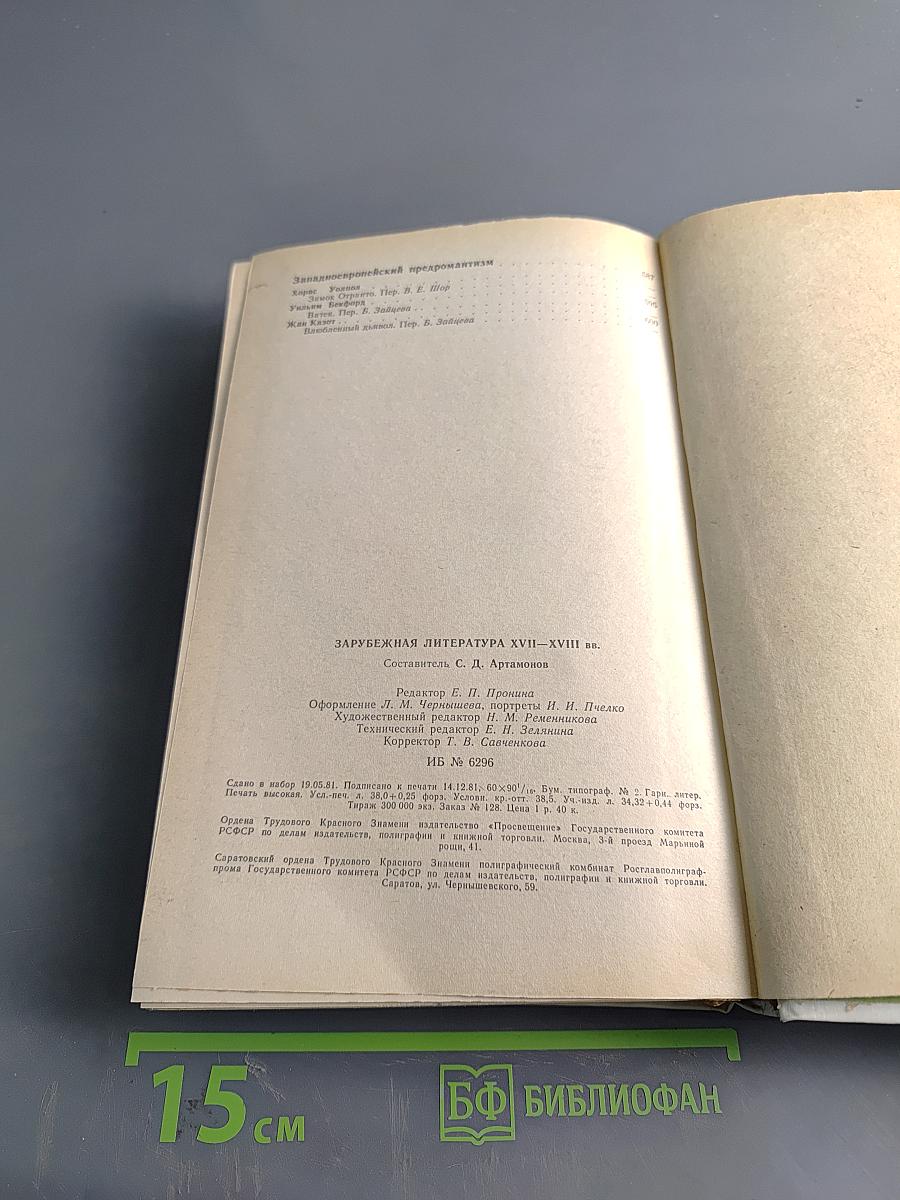 Западноевропейский предромантизм . . . . . . . . . . . . 587
Хорас Уолпол . . . . . . . . . . . . . . . . . . —
Замок Отранто. Пер. В. Е. Шор
Уильям Бекфорд . . . . . . . . . . . . . . . . . 595
Ватек. Пер. Б. Зайцева
Жан Казот . . . . . . . . . . . . . . . . . . 600
Влюбленный дьявол. Пер. Б. Зайцева
ЗАРУБЕЖНАЯ ЛИТЕРАТУРА XVII—XVIII вв.
Составитель С. Д. Артамонов
Редактор Е. П. Пронина
Оформление Л. М. Чернышева, портреты И. И. Пчелко
Художественный редактор Н. М. Ременникова
Технический редактор Е. Н. Зелянина
Корректор Т. В. Савченкова
ИБ № 6296
Сдано в набор 19.05.81. Подписано к печати 14.12.81. 60×90¹/₁₆. Бум. типограф. № 2. Гарн. литер.
Печать высокая. Усл.-печ. л. 38,0+0,25 форз. Условн. кр.-отт. 38,5. Уч.-изд. л. 34,32+0,44 форз.
Тираж 300 000 экз. Заказ № 128. Цена 1 р. 40 к.
Ордена Трудового Красного Знамени издательство «Просвещение» Государственного комитета
РСФСР по делам издательств, полиграфии и книжной торговли. Москва, 3-й проезд Марьиной
рощи, 41.
Саратовский ордена Трудового Красного Знамени полиграфический комбинат Росглавполиграф-
прома Государственного комитета РСФСР по делам издательств, полиграфии и книжной торговли.
Саратов, ул. Чернышевского, 59.
15 см
БФ БИБЛИОФАН